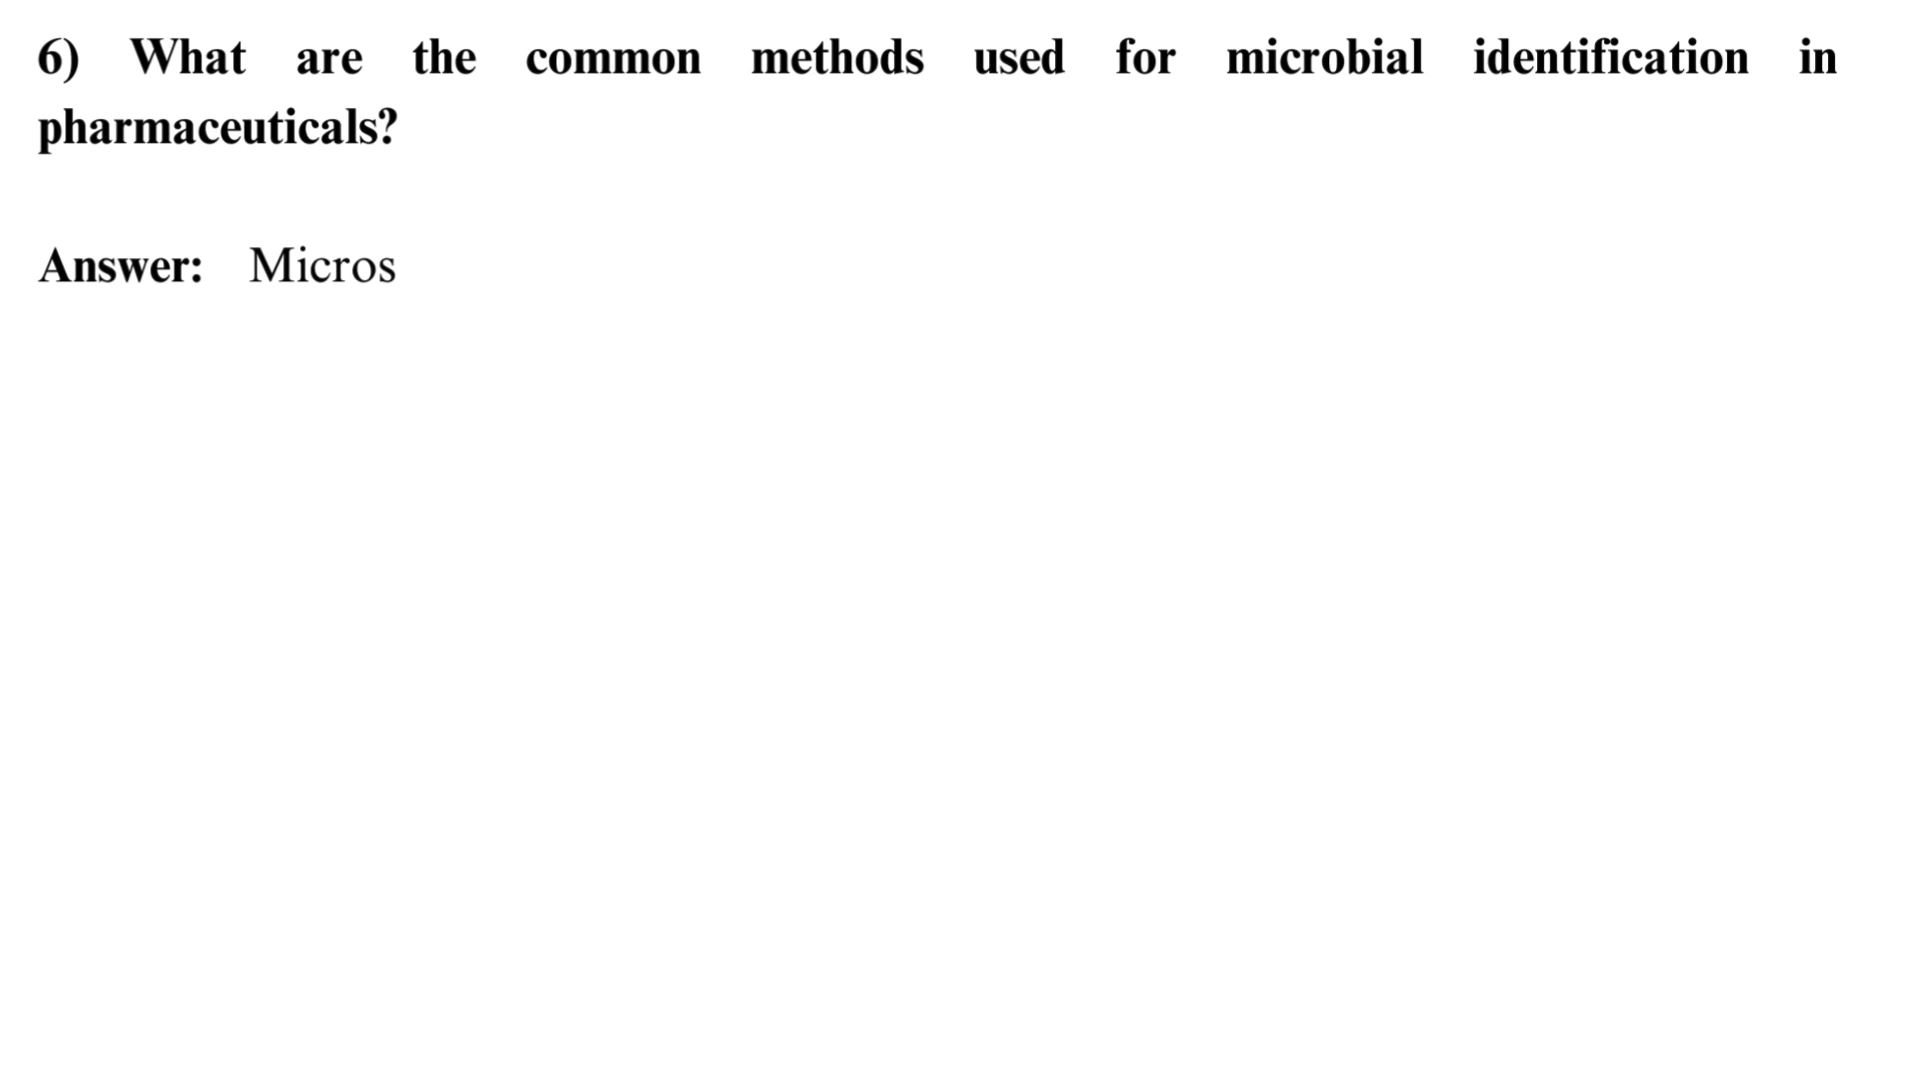 6) What are the common methods used for microbial identification in
pharmaceuticals?
Answer: Micros